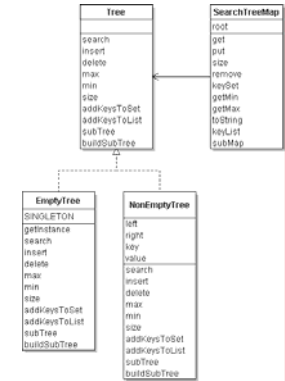 Tree
search
insert
delete
max
min
size
addKeysToSet
addKeysToList
subTree
buildSubTree
SearchTreeMap
root
get
put
size
remove
keySet
getMin
getMax
toString
keyList
subMap
EmptyTree
SINGLETON
getInstance
search
insert
delete
max
min
size
addKeysToSet
addKeysToList
subTree
buildSubTree
NonEmptyTree
left
right
key
value
search
insert
delete
max
min
size
addKeysToSet
addKeysToList
subTree
buildSubTree